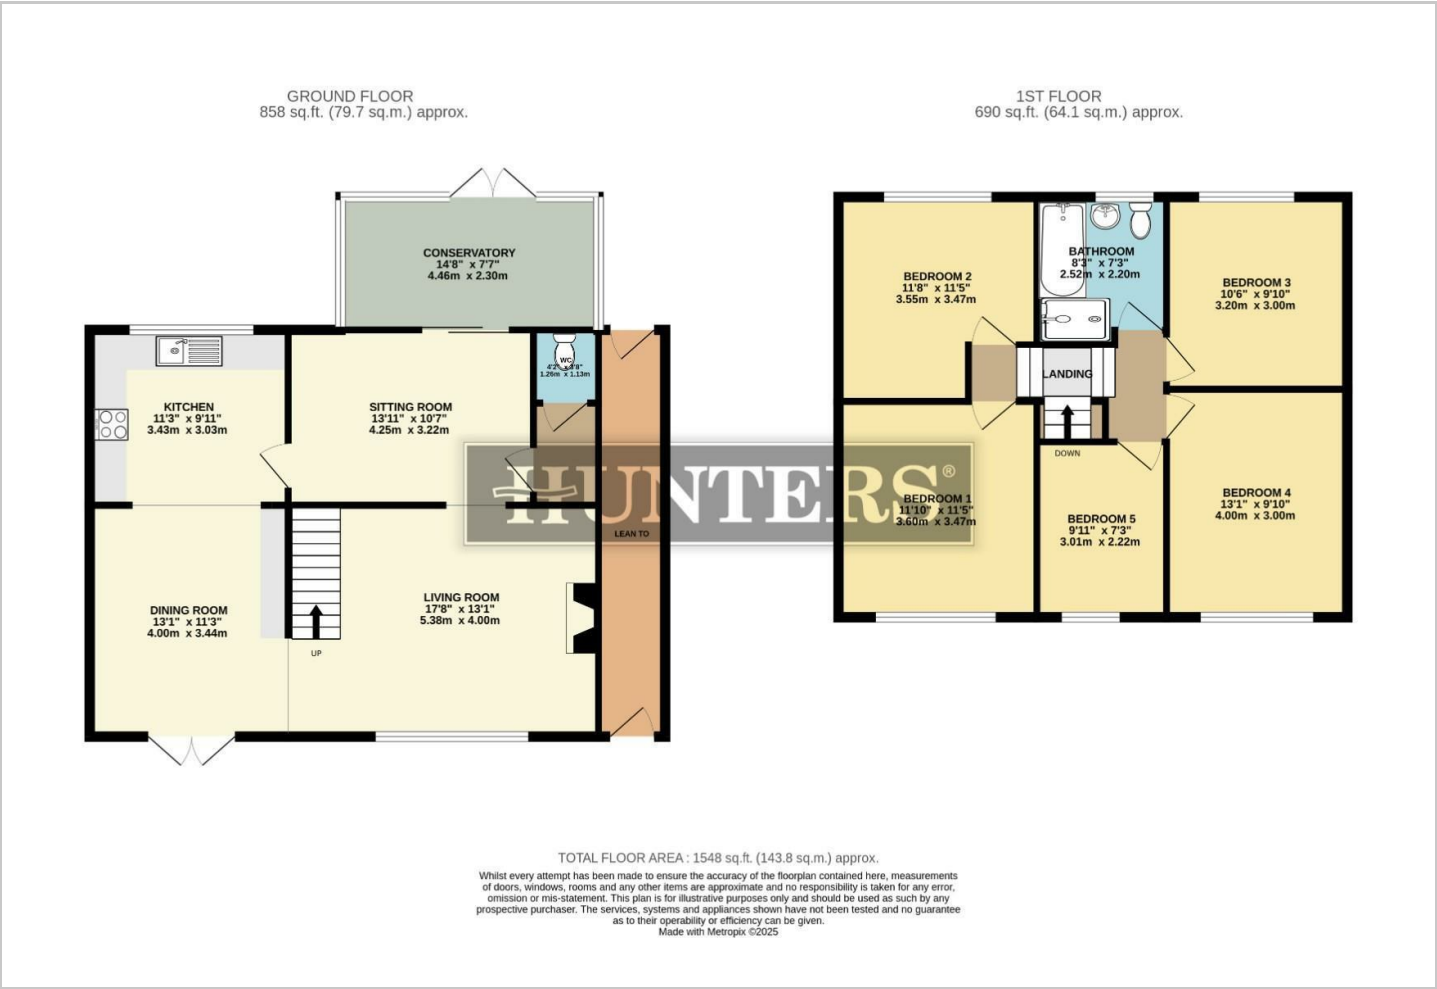 GROUND FLOOR
858 sq.ft. (79.7 sq.m.) approx.
1ST FLOOR
690 sq.ft. (64.1 sq.m.) approx.
CONSERVATORY
14'8" x 7'7"
4.46m x 2.30m
KITCHEN
11'3" x 9'11"
3.43m x 3.03m
SITTING ROOM
13'11" x 10'7"
4.25m x 3.22m
WC
4'2" x 3'8"
1.26m x 1.13m
DINING ROOM
13'1" x 11'3"
4.00m x 3.44m
UP
LIVING ROOM
17'8" x 13'1"
5.38m x 4.00m
LEAN TO
HUNTERS®
BEDROOM 2
11'8" x 11'5"
3.55m x 3.47m
BATHROOM
8'3" x 7'3"
2.52m x 2.20m
BEDROOM 3
10'6" x 9'10"
3.20m x 3.00m
LANDING
DOWN
BEDROOM 1
11'10" x 11'5"
3.60m x 3.47m
BEDROOM 5
9'11" x 7'3"
3.01m x 2.22m
BEDROOM 4
13'1" x 9'10"
4.00m x 3.00m
TOTAL FLOOR AREA : 1548 sq.ft. (143.8 sq.m.) approx.
Whilst every attempt has been made to ensure the accuracy of the floorplan contained here, measurements
of doors, windows, rooms and any other items are approximate and no responsibility is taken for any error,
omission or mis-statement. This plan is for illustrative purposes only and should be used as such by any
prospective purchaser. The services, systems and appliances shown have not been tested and no guarantee
as to their operability or efficiency can be given.
Made with Metropix ©2025